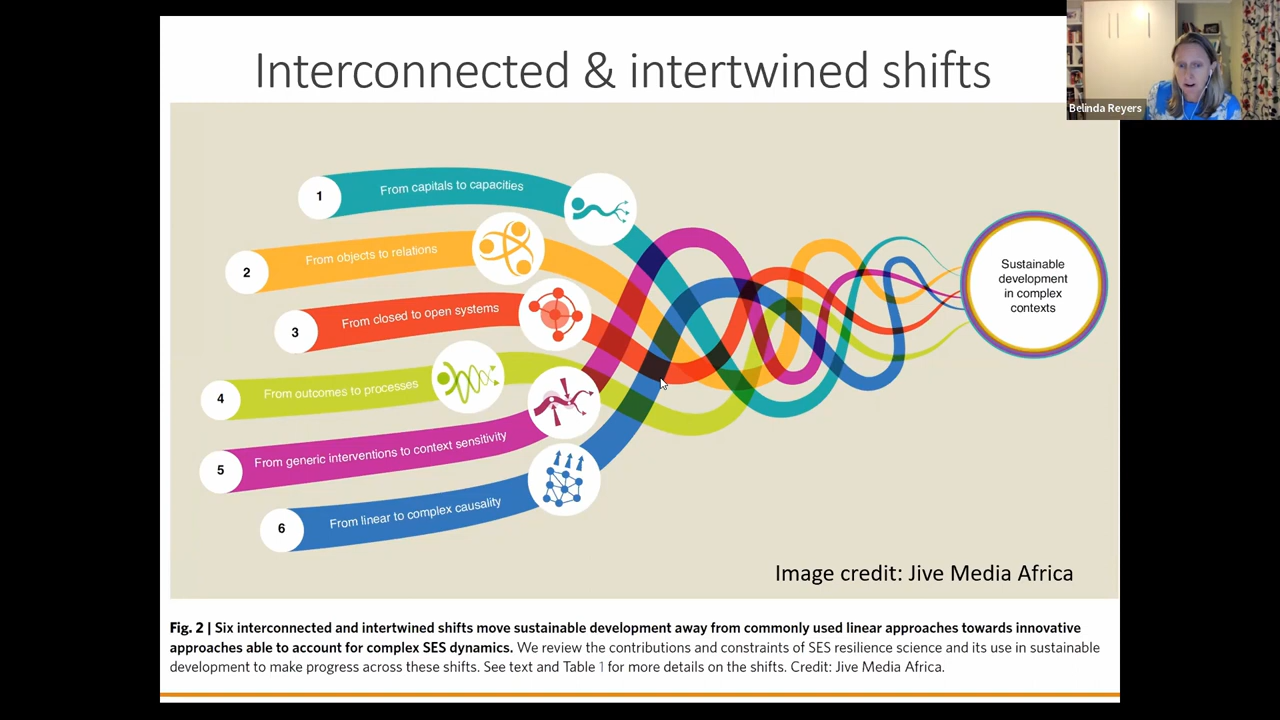 Interconnected & intertwined shifts
Belinda Reyers
1
From capitals to capacities
2
From objects to relations
3
From closed to open systems
4
From outcomes to processes
5
From generic interventions to context sensitivity
6
From linear to complex causality
Sustainable
development
in complex
contexts
Image credit: Jive Media Africa
Fig. 2 | Six interconnected and intertwined shifts move sustainable development away from commonly used linear approaches towards innovative
approaches able to account for complex SES dynamics. We review the contributions and constraints of SES resilience science and its use in sustainable
development to make progress across these shifts. See text and Table 1 for more details on the shifts. Credit: Jive Media Africa.